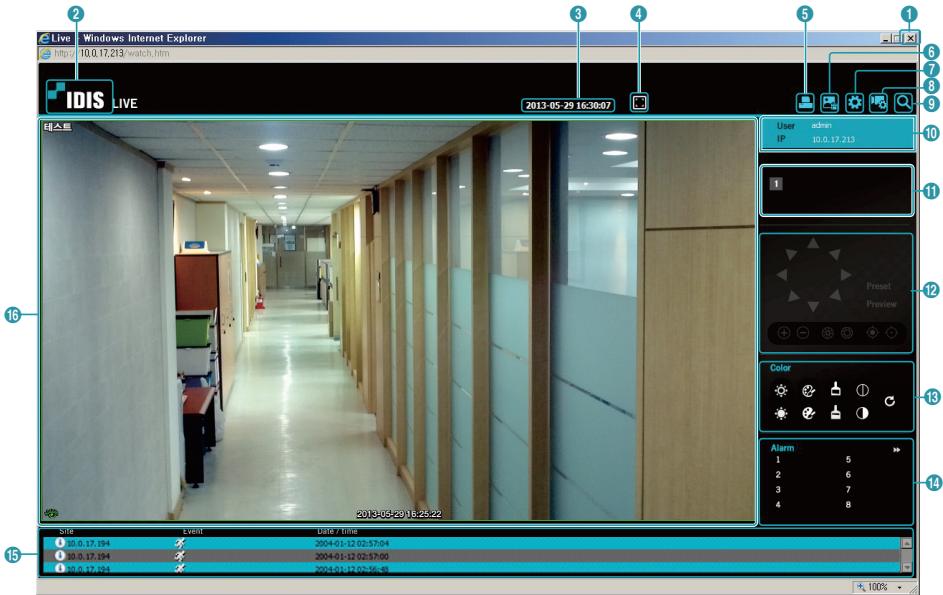 2
3
4
5
1
Live - Windows Internet Explorer
http://10.0.17.213/watch.htm
6
7
8
9
IDIS LIVE
2013-05-29 16:30:07
테스트
User admin
IP 10.0.17.213
10
1
11
Preset
Preview
12
16
Color
13
Alarm
1 5
2 6
3 7
4 8
14
2013-05-29 16:25:22
Site Event Date / time
10.0.17.194 2004-01-12 02:57:04
10.0.17.194 2004-01-12 02:57:00
10.0.17.194 2004-01-12 02:56:48
15
100%